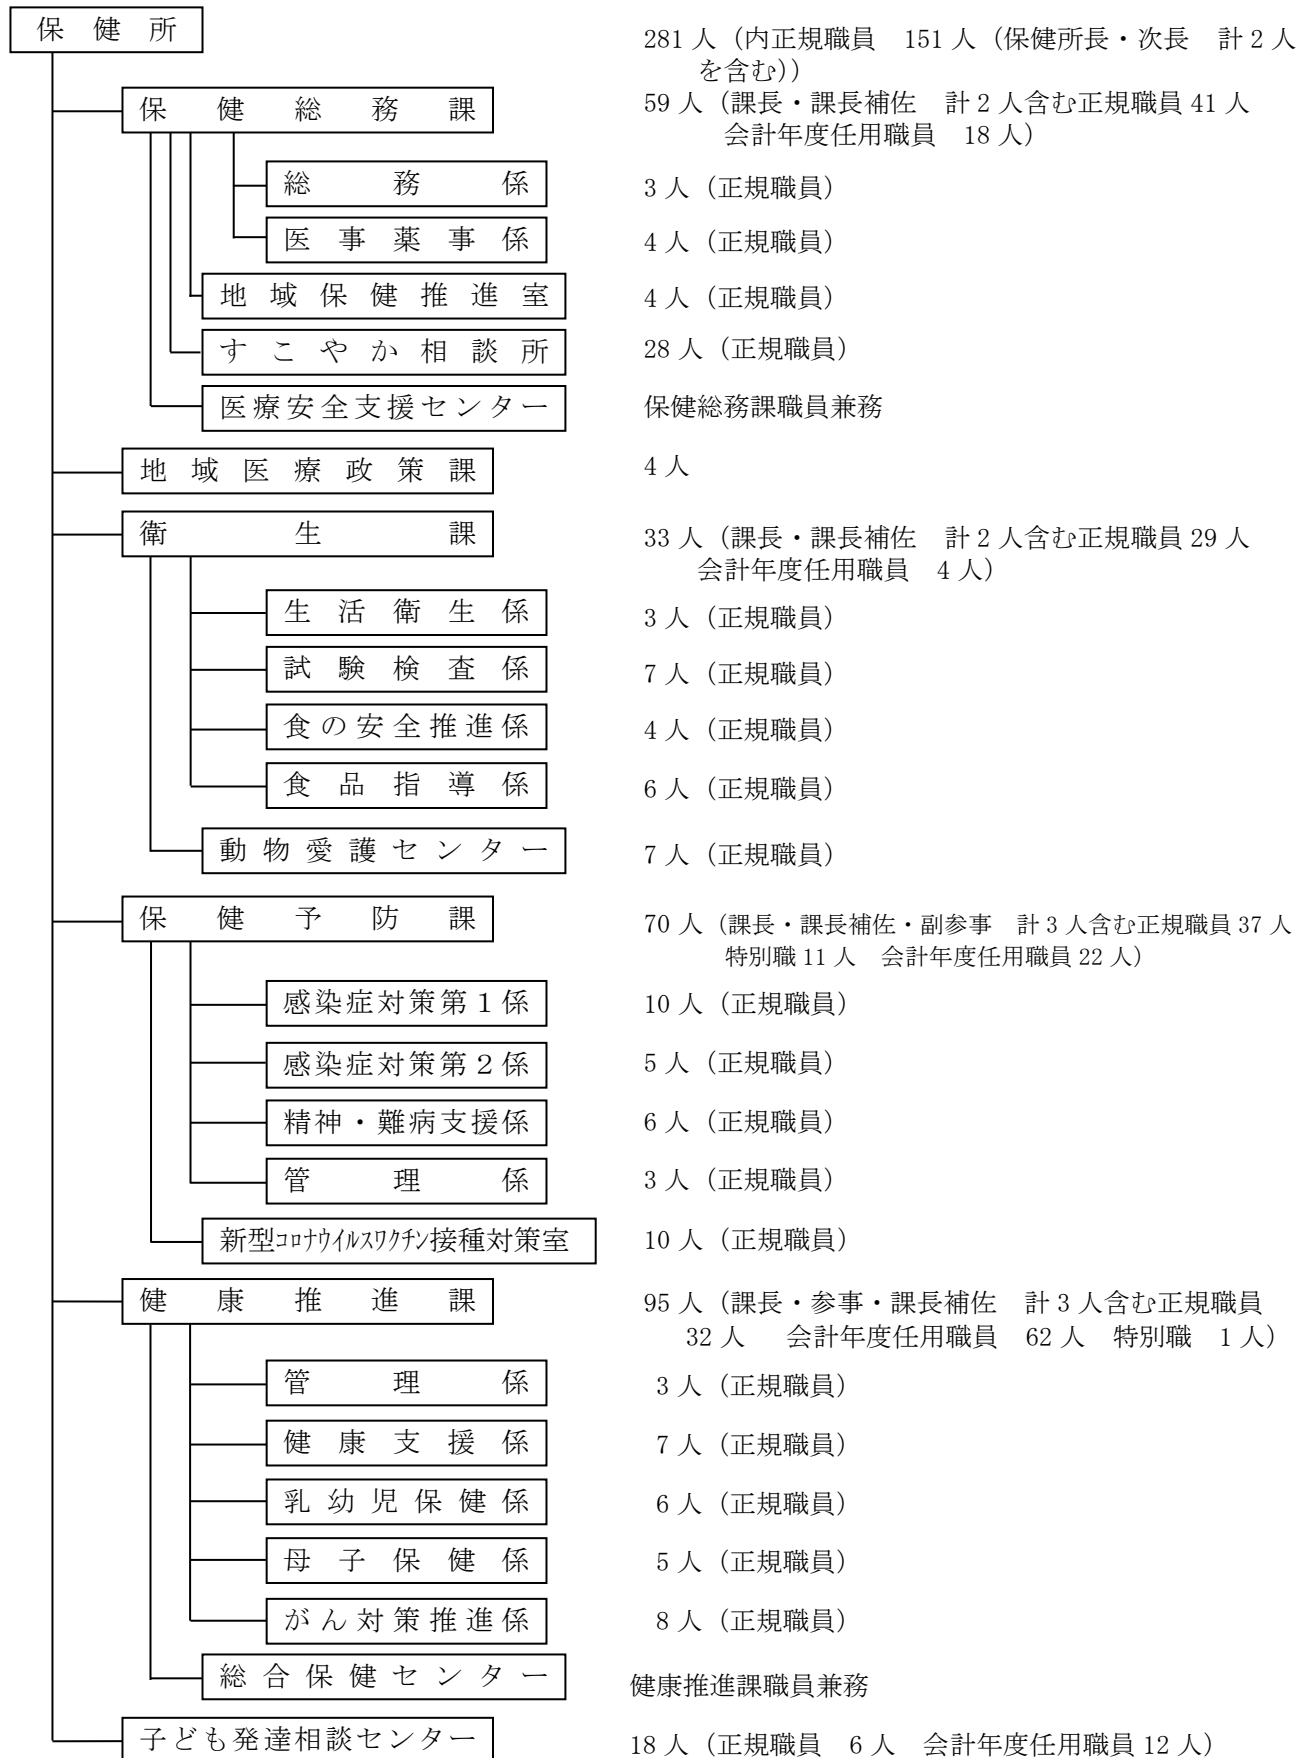 保健所
281人（内正規職員　151人（保健所長・次長　計2人
を含む））
保健総務課
59人（課長・課長補佐　計2人含む正規職員41人
会計年度任用職員　18人）
総務係
3人（正規職員）
医事薬事係
4人（正規職員）
地域保健推進室
4人（正規職員）
すこやか相談所
28人（正規職員）
医療安全支援センター
保健総務課職員兼務
地域医療政策課
4人
衛生課
33人（課長・課長補佐　計2人含む正規職員29人
会計年度任用職員　4人）
生活衛生係
3人（正規職員）
試験検査係
7人（正規職員）
食の安全推進係
4人（正規職員）
食品指導係
6人（正規職員）
動物愛護センター
7人（正規職員）
保健予防課
70人（課長・課長補佐・副参事　計3人含む正規職員37人
特別職11人　会計年度任用職員22人）
感染症対策第１係
10人（正規職員）
感染症対策第２係
5人（正規職員）
精神・難病支援係
6人（正規職員）
管理係
3人（正規職員）
新型ｺﾛﾅｳｲﾙｽﾜｸﾁﾝ接種対策室
10人（正規職員）
健康推進課
95人（課長・参事・課長補佐　計3人含む正規職員
32人　会計年度任用職員　62人　特別職　1人）
管理係
3人（正規職員）
健康支援係
7人（正規職員）
乳幼児保健係
6人（正規職員）
母子保健係
5人（正規職員）
がん対策推進係
8人（正規職員）
総合保健センター
健康推進課職員兼務
子ども発達相談センター
18人（正規職員　6人　会計年度任用職員12人）